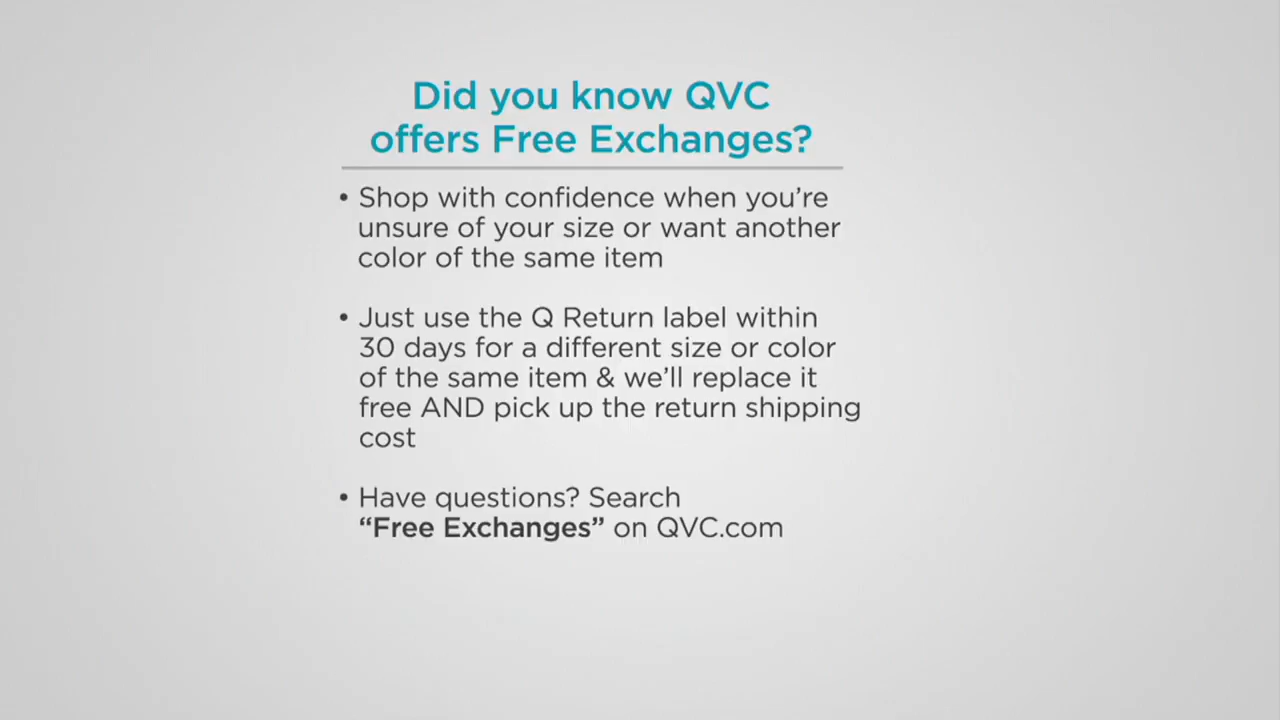 Did you know QVC
offers Free Exchanges?
• Shop with confidence when you're
unsure of your size or want another
color of the same item
• Just use the Q Return label within
30 days for a different size or color
of the same item & we'll replace it
free AND pick up the return shipping
cost
• Have questions? Search
“Free Exchanges” on QVC.com